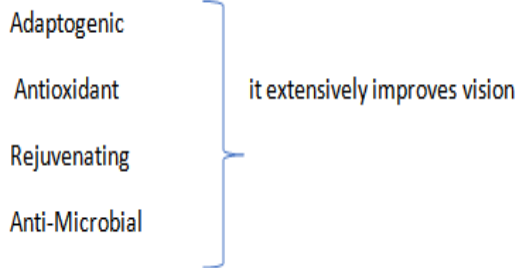 Adaptogenic
Antioxidant it extensively improves vision
Rejuvenating
Anti-Microbial